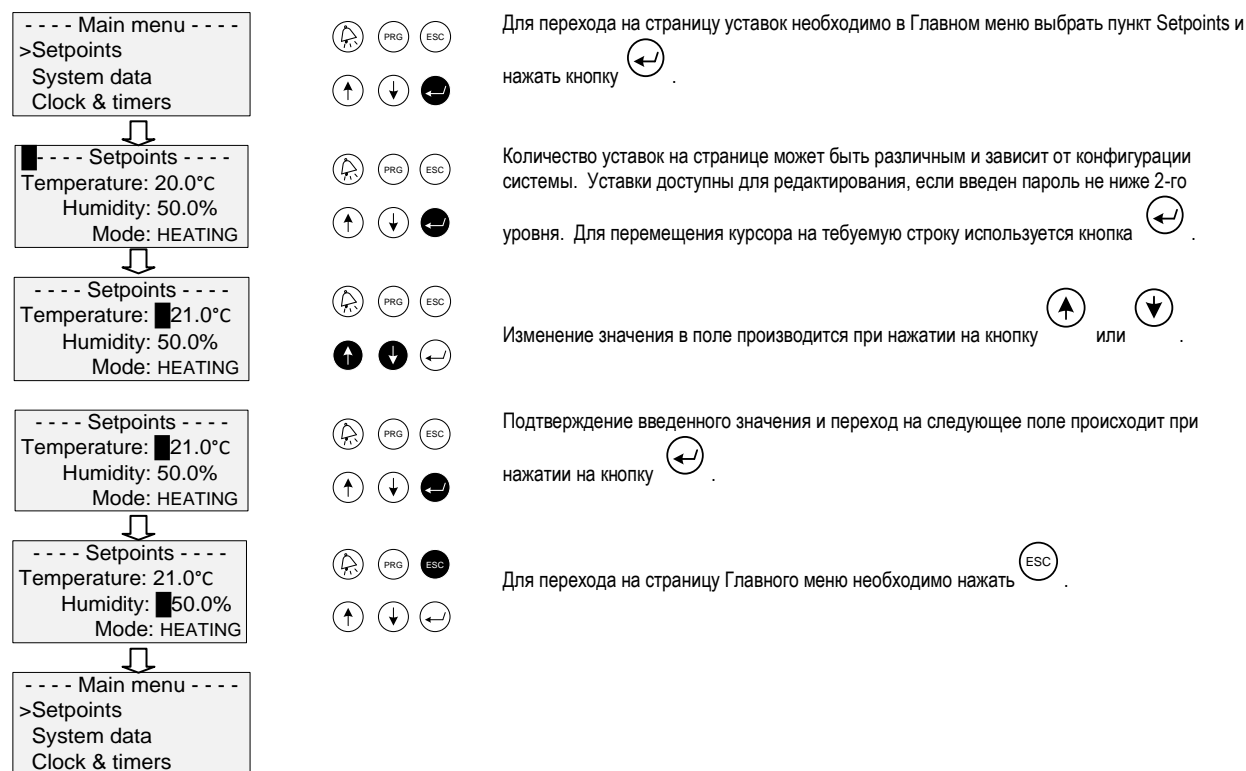 - - - - Main menu - - - -
>Setpoints
System data
Clock & timers
PRG ESC
Для перехода на страницу уставок необходимо в Главном меню выбрать пункт Setpoints и
нажать кнопку .
- - - - Setpoints - - - -
Temperature: 20.0°C
Humidity: 50.0%
Mode: HEATING
PRG ESC
Количество уставок на странице может быть различным и зависит от конфигурации
системы. Уставки доступны для редактирования, если введен пароль не ниже 2-го
уровня. Для перемещения курсора на тебуемую строку используется кнопка .
- - - - Setpoints - - - -
Temperature: 21.0°C
Humidity: 50.0%
Mode: HEATING
PRG ESC
Изменение значения в поле производится при нажатии на кнопку или .
- - - - Setpoints - - - -
Temperature: 21.0°C
Humidity: 50.0%
Mode: HEATING
PRG ESC
Подтверждение введенного значения и переход на следующее поле происходит при
нажатии на кнопку .
- - - - Setpoints - - - -
Temperature: 21.0°C
Humidity: 50.0%
Mode: HEATING
PRG ESC
Для перехода на страницу Главного меню необходимо нажать ESC .
- - - - Main menu - - - -
>Setpoints
System data
Clock & timers